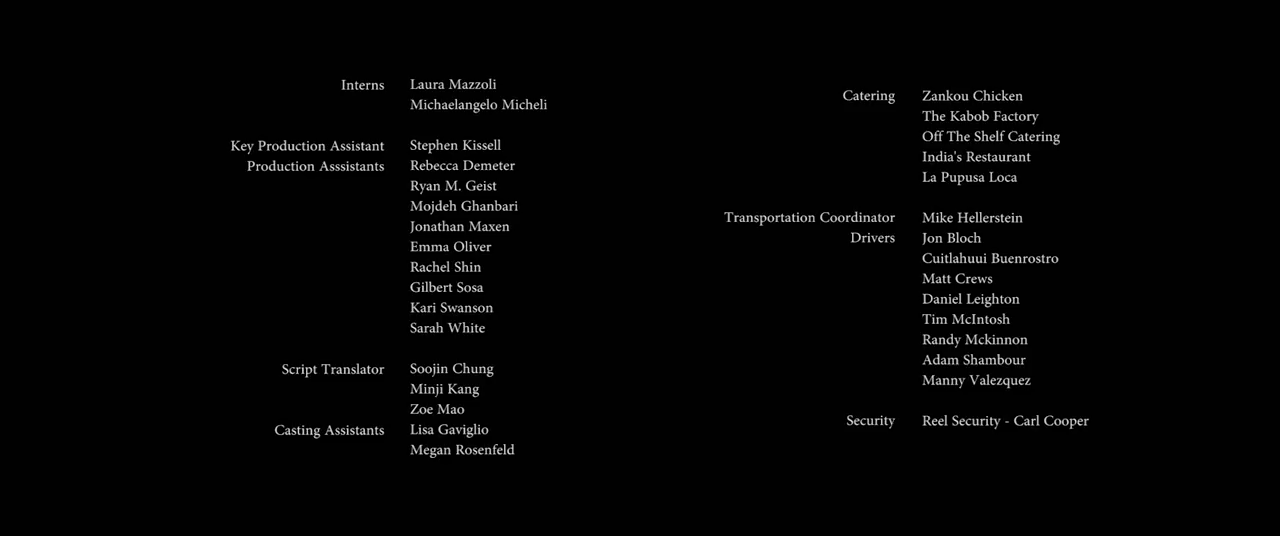 Interns Laura Mazzoli
Michaelangelo Micheli
Key Production Assistant Stephen Kissell
Production Asssistants Rebecca Demeter
Ryan M. Geist
Mojdeh Ghanbari
Jonathan Maxen
Emma Oliver
Rachel Shin
Gilbert Sosa
Kari Swanson
Sarah White
Script Translator Soojin Chung
Minji Kang
Zoe Mao
Casting Assistants Lisa Gaviglio
Megan Rosenfeld
Catering Zankou Chicken
The Kabob Factory
Off The Shelf Catering
India's Restaurant
La Pupusa Loca
Transportation Coordinator Mike Hellerstein
Drivers Jon Bloch
Cuitlahuui Buenrostro
Matt Crews
Daniel Leighton
Tim McIntosh
Randy Mckinnon
Adam Shambour
Manny Valezquez
Security Reel Security - Carl Cooper